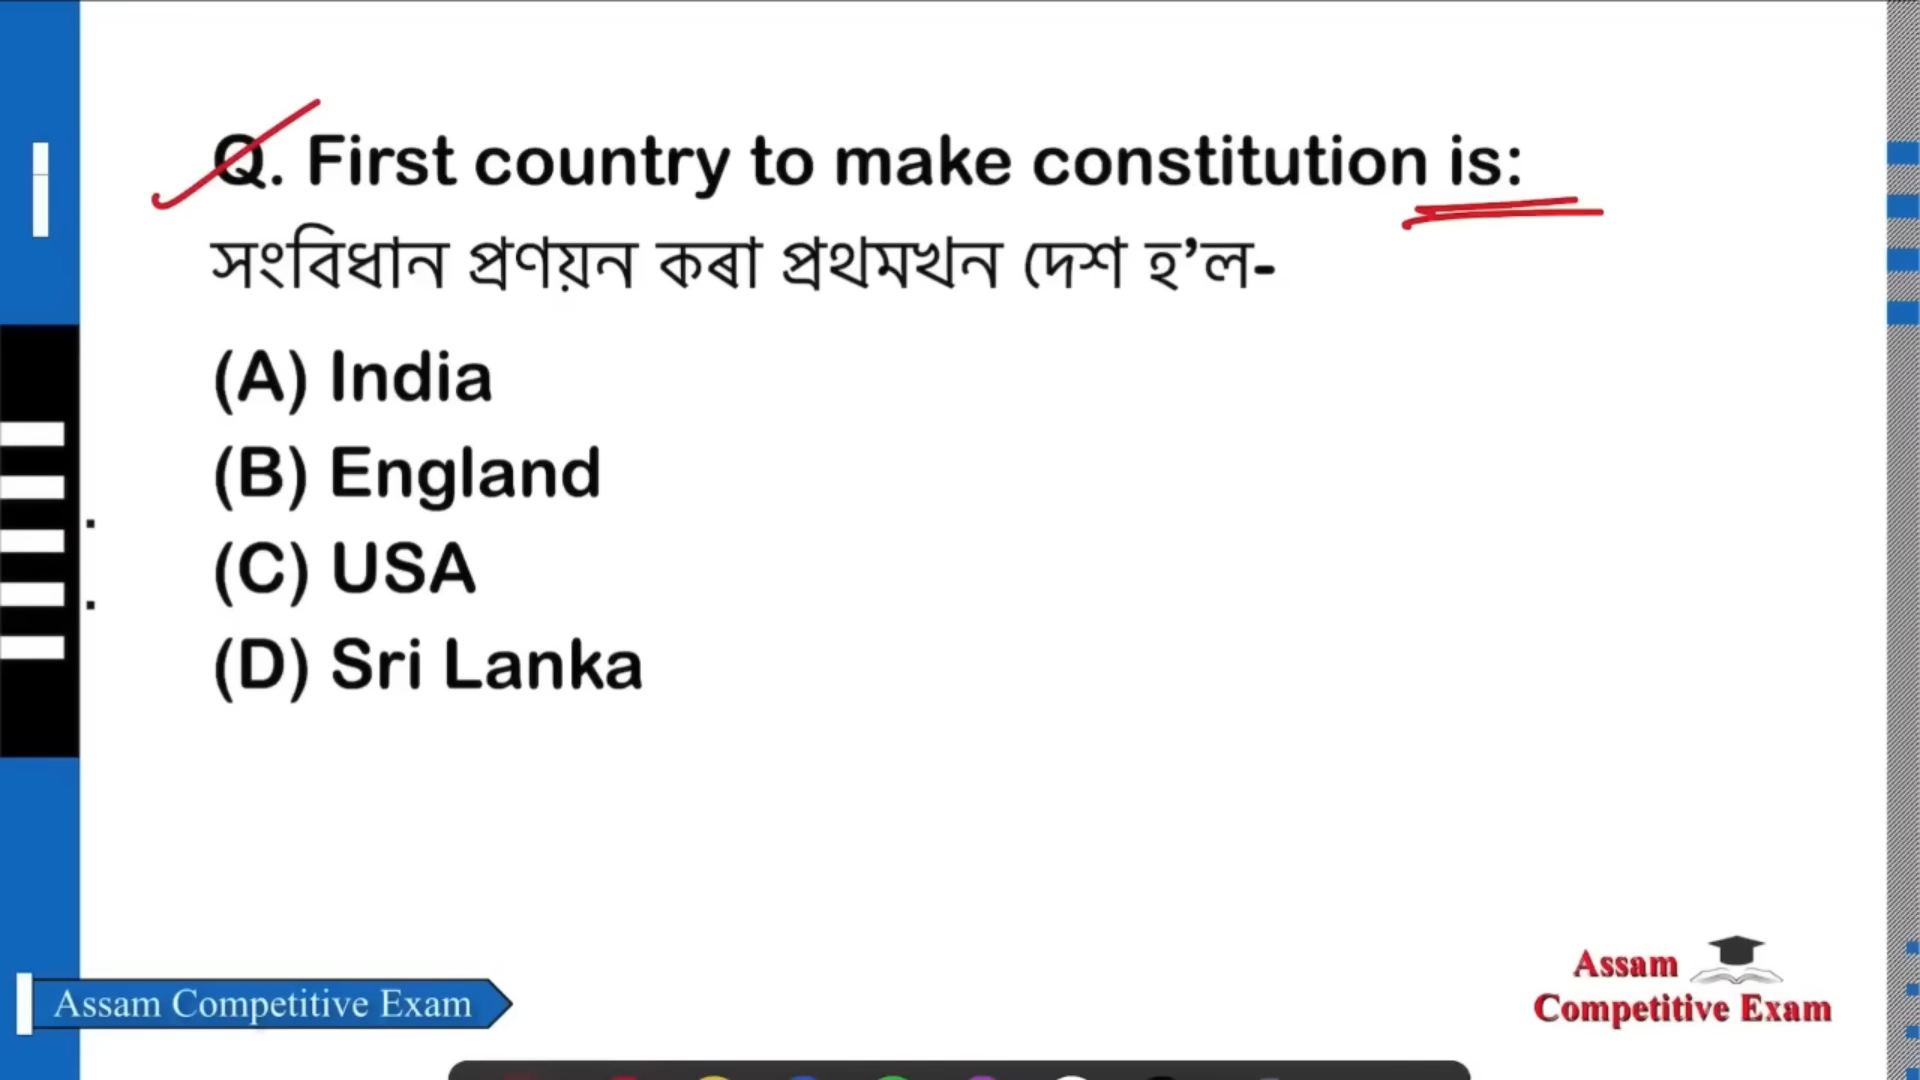 Q. First country to make constitution is:
সংবিধান প্ৰণয়ন কৰা প্ৰথমখন দেশ হ’ল-
(A) India
(B) England
(C) USA
(D) Sri Lanka
Assam Competitive Exam
Assam
Competitive Exam